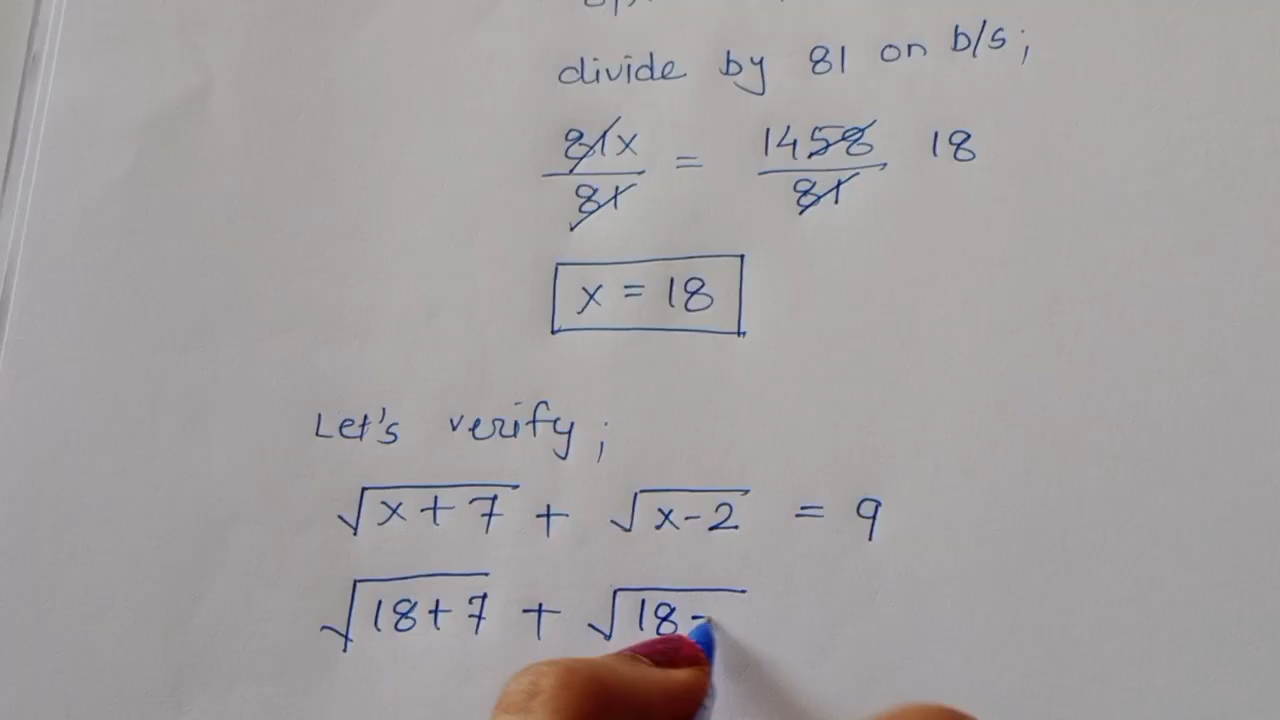 divide by 81 on b/s;
81x/81 = 1458/81 18
x = 18
Let's verify;
√x+7 + √x-2 = 9
√18+7 + √18-